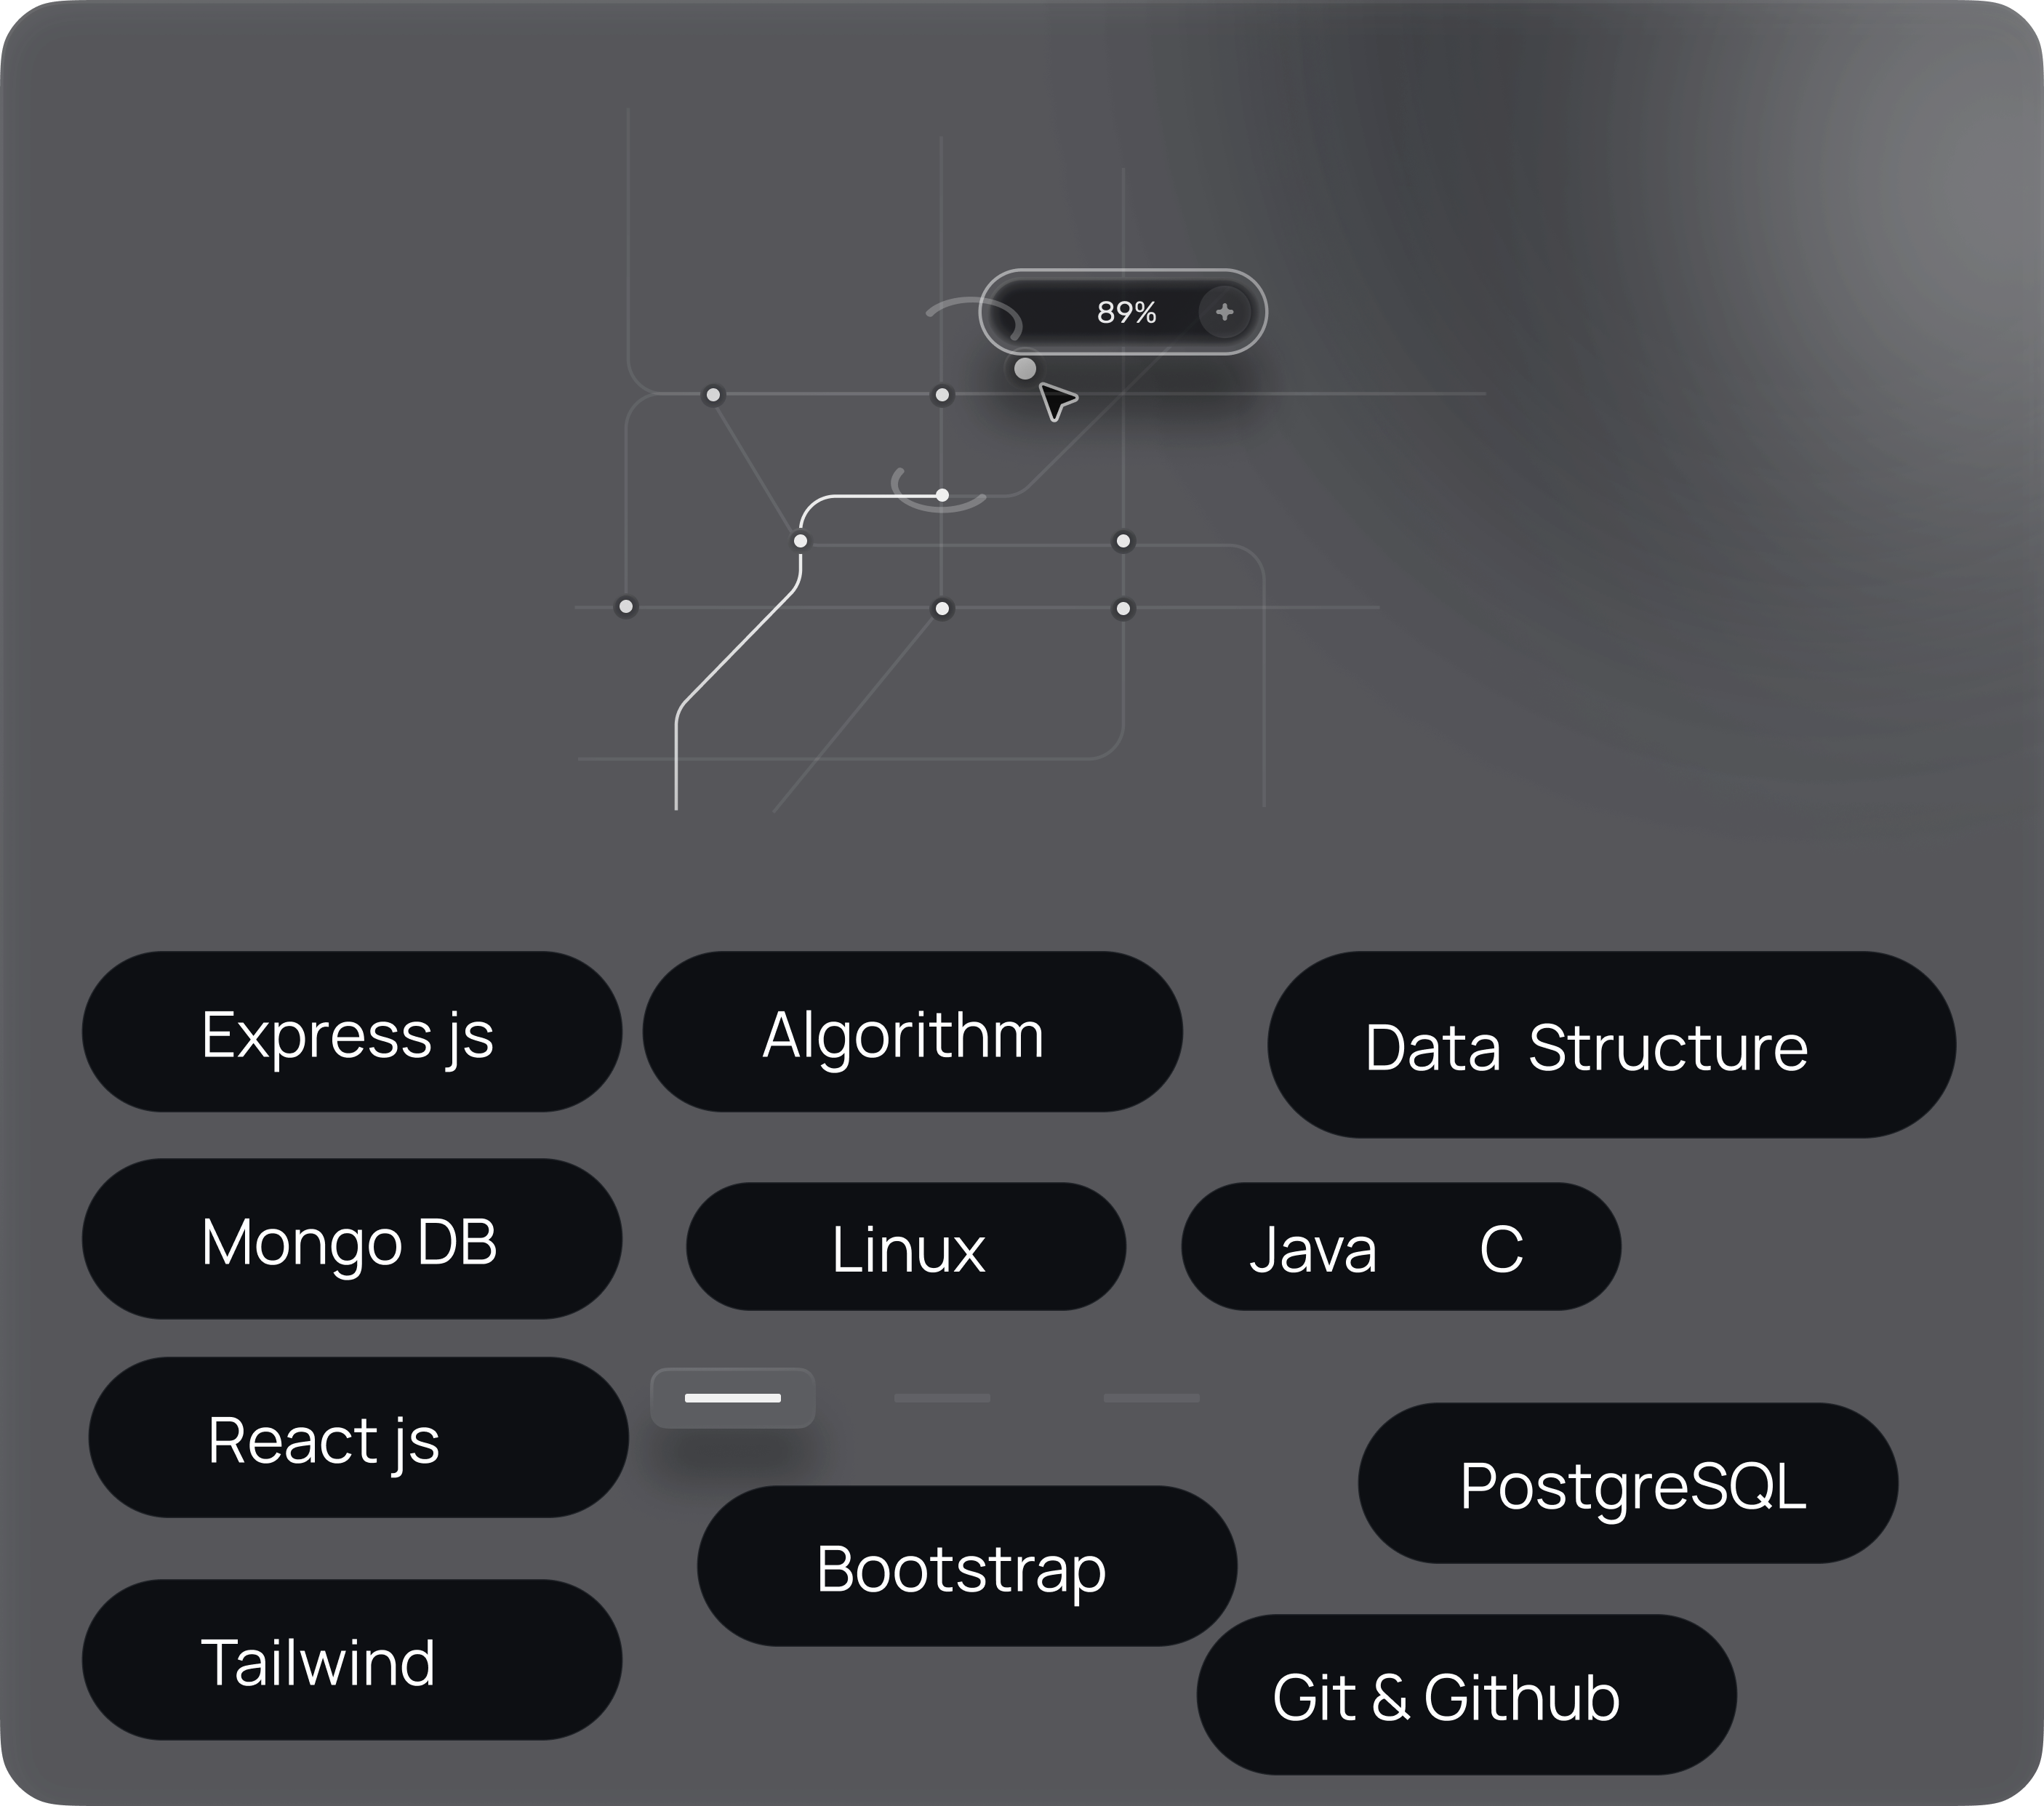 89%
Express js
Algorithm
Data Structure
Mongo DB
Linux
Java C
React js
PostgreSQL
Bootstrap
Tailwind
Git & Github